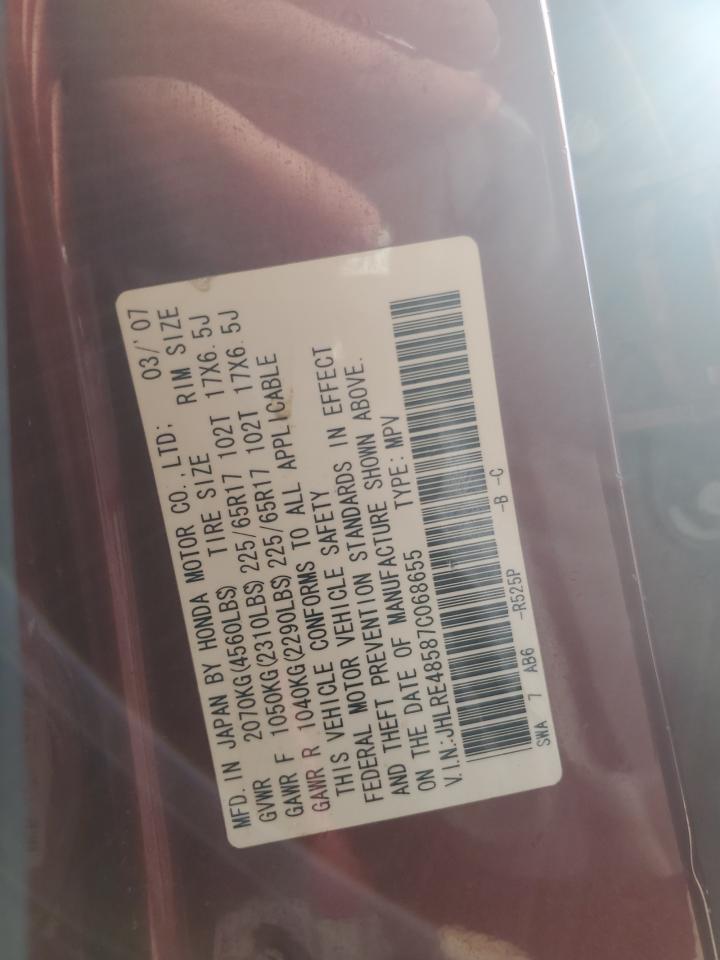 MFD. IN JAPAN BY HONDA MOTOR CO., LTD; 03/'07
GVWR 2070KG(4560LBS) TIRE SIZE RIM SIZE
GAWR F 1050KG(2310LBS) 225/65R17 102T 17X6.5J
GAWR R 1040KG(2290LBS) 225/65R17 102T 17X6.5J
THIS VEHICLE CONFORMS TO ALL APPLICABLE
FEDERAL MOTOR VEHICLE SAFETY
AND THEFT PREVENTION STANDARDS IN EFFECT
ON THE DATE OF MANUFACTURE SHOWN ABOVE.
V.I.N.:JHLRE48587C068655 TYPE: MPV
SWA 7 AB6 -R525P -B -C